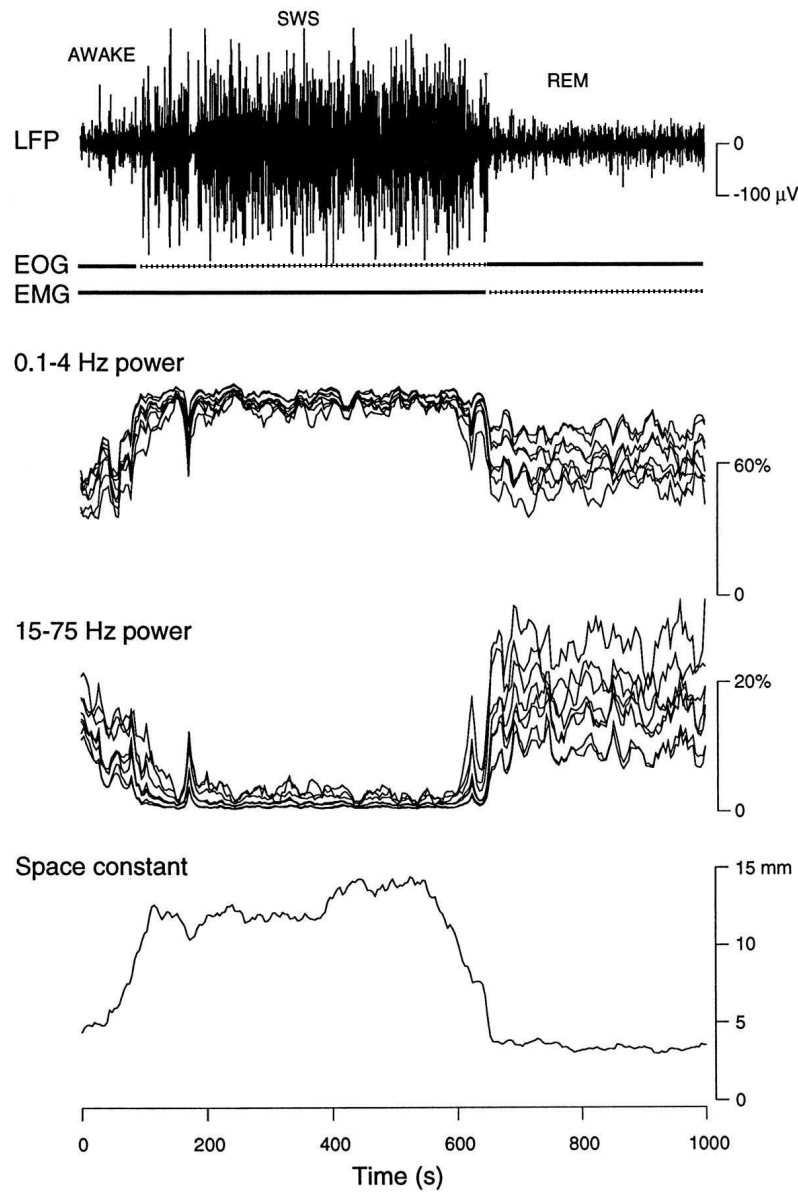 SWS
AWAKE
REM
LFP
0
-100 μV
EOG
EMG
0.1-4 Hz power
60%
0
15-75 Hz power
20%
0
Space constant
15 mm
10
5
0
0 200 400 600 800 1000
Time (s)